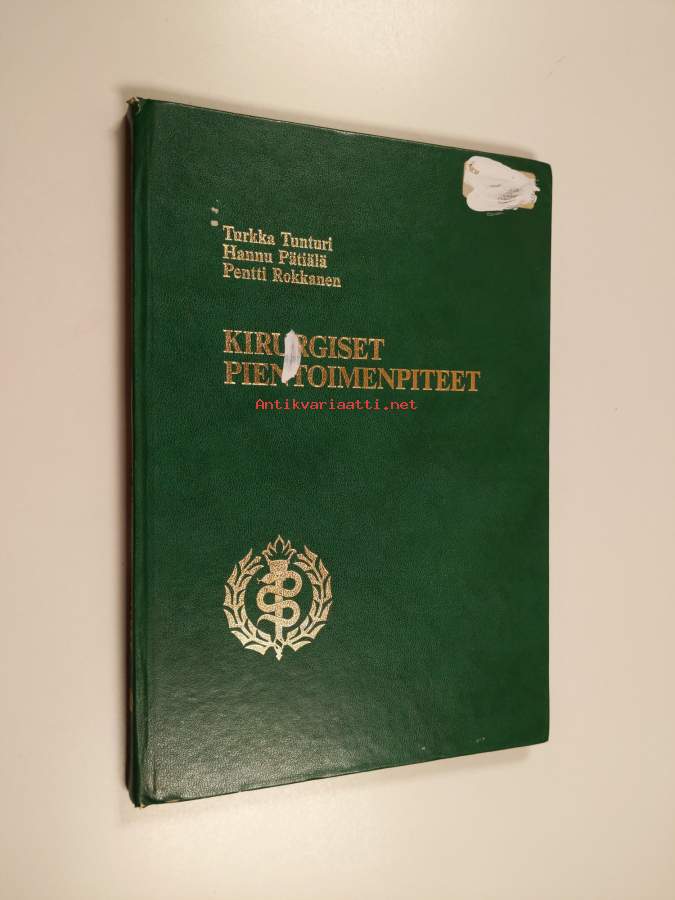 Turkka Tunturi
Hannu Pätiälä
Pentti Rokkanen
KIRURGISET
PIENTOIMENPITEET
Antikvariaatti.net